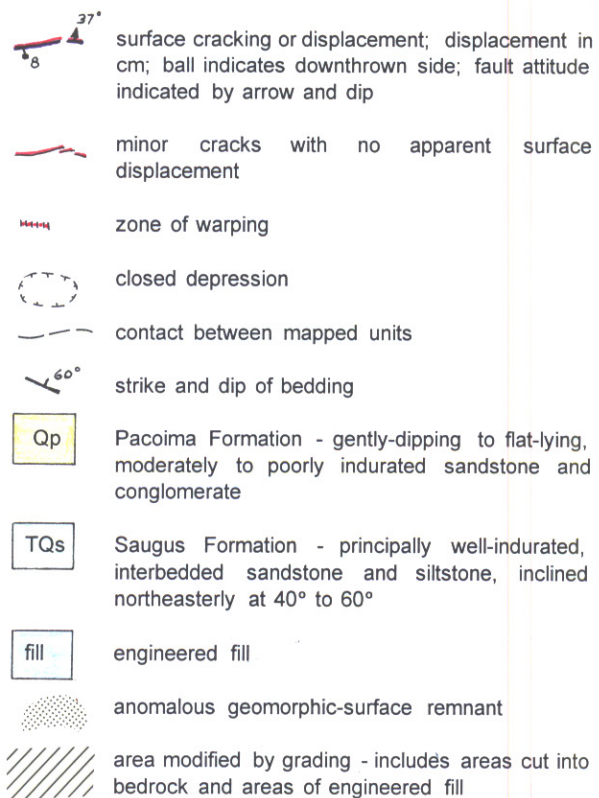 37°
surface cracking or displacement; displacement in
8
cm; ball indicates downthrown side; fault attitude
indicated by arrow and dip
minor cracks with no apparent surface
displacement
zone of warping
closed depression
contact between mapped units
60°
strike and dip of bedding
Qp
Pacoima Formation - gently-dipping to flat-lying,
moderately to poorly indurated sandstone and
conglomerate
TQs
Saugus Formation - principally well-indurated,
interbedded sandstone and siltstone, inclined
northeasterly at 40° to 60°
fill
engineered fill
anomalous geomorphic-surface remnant
area modified by grading - includes areas cut into
bedrock and areas of engineered fill